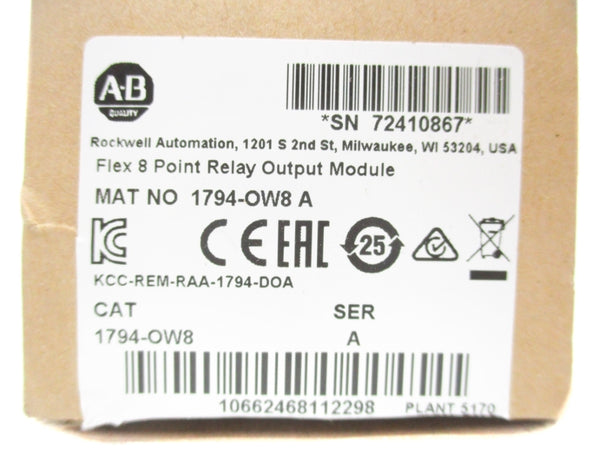 A-B
QUALITY
*SN 72410867*
Rockwell Automation, 1201 S 2nd St, Milwaukee, WI 53204, USA
Flex 8 Point Relay Output Module
MAT NO 1794-OW8 A
KC CE EAC 25
KCC-REM-RAA-1794-DOA
CAT SER
1794-OW8 A
10662468112298 PLANT 5170